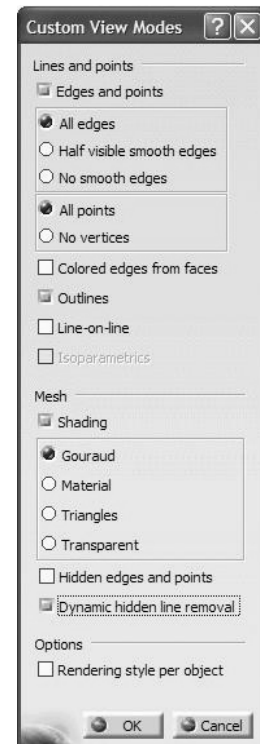 Custom View Modes
Lines and points
Edges and points
All edges
Half visible smooth edges
No smooth edges
All points
No vertices
Colored edges from faces
Outlines
Line-on-line
Isoparametrics
Mesh
Shading
Gouraud
Material
Triangles
Transparent
Hidden edges and points
Dynamic hidden line removal
Options
Rendering style per object
OK Cancel